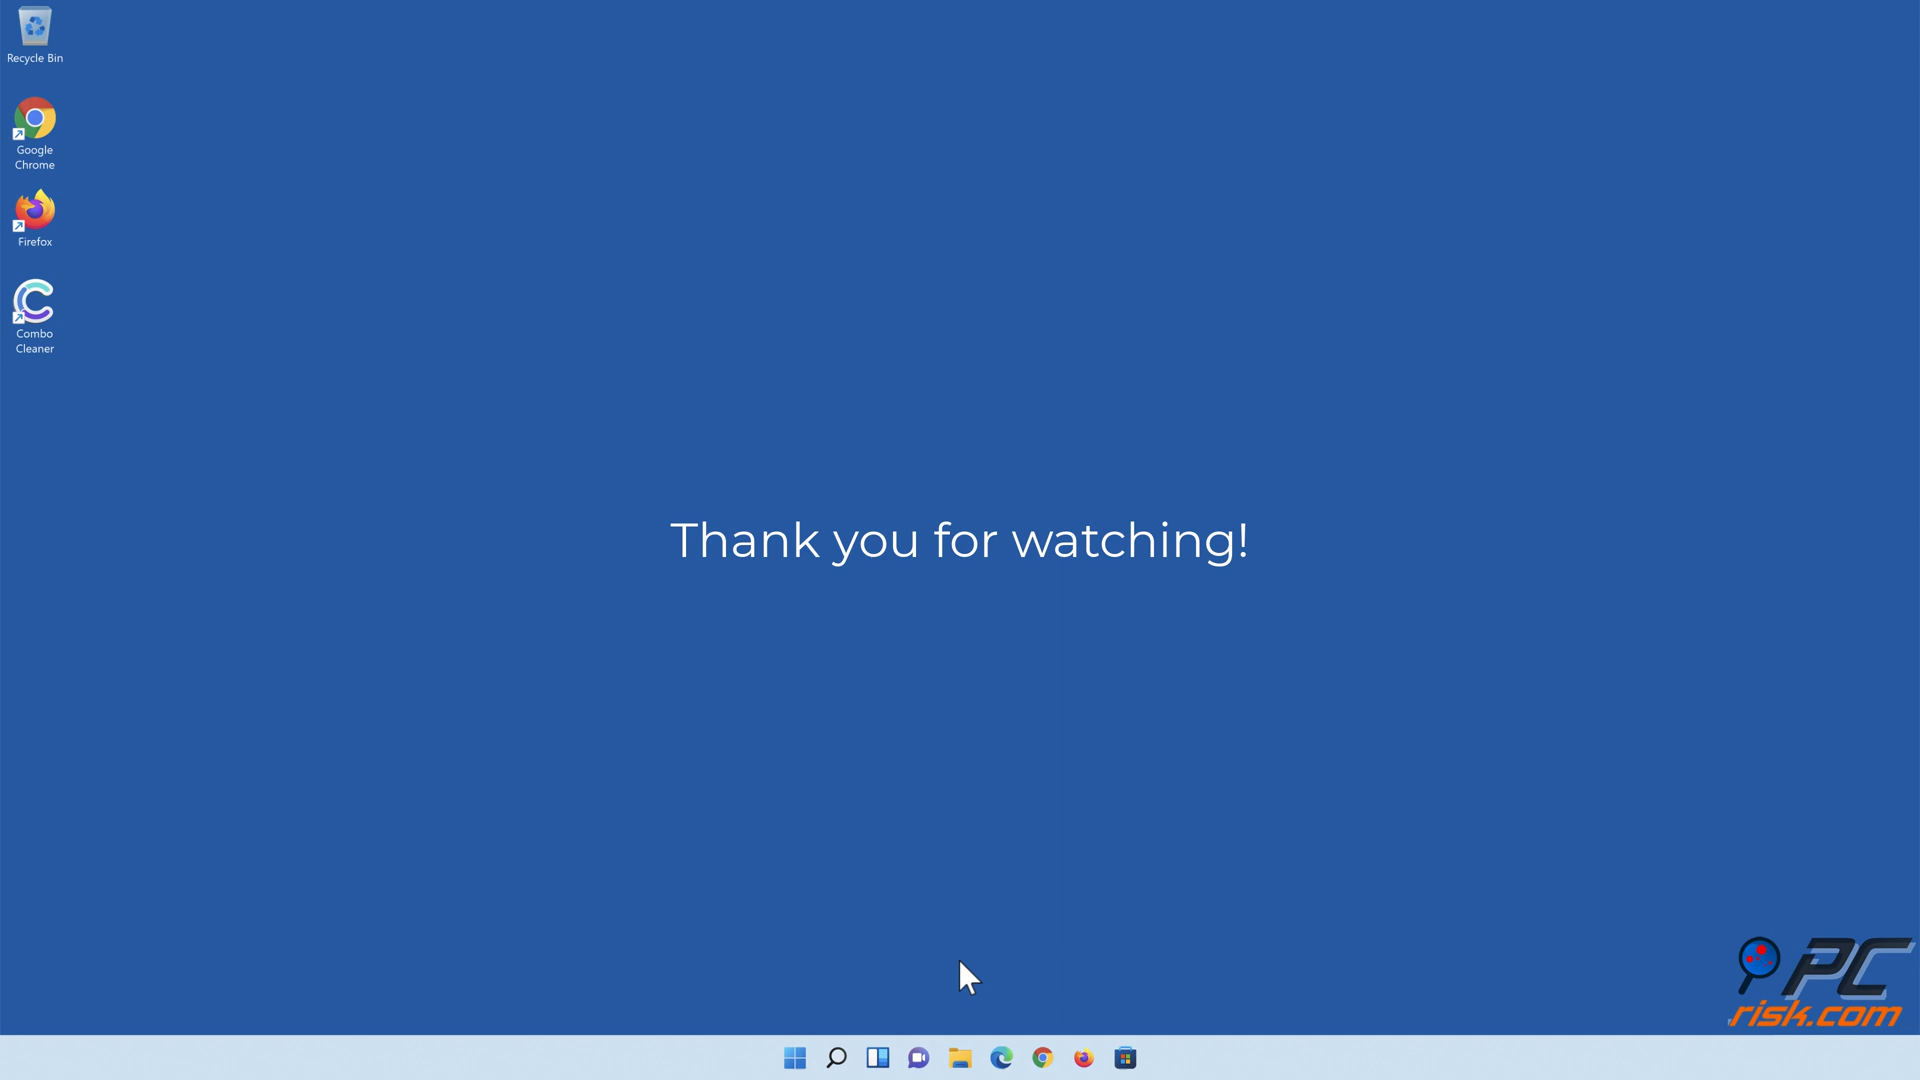 Recycle Bin
Google
Chrome
Firefox
Combo
Cleaner
Thank you for watching!
PC
risk.com